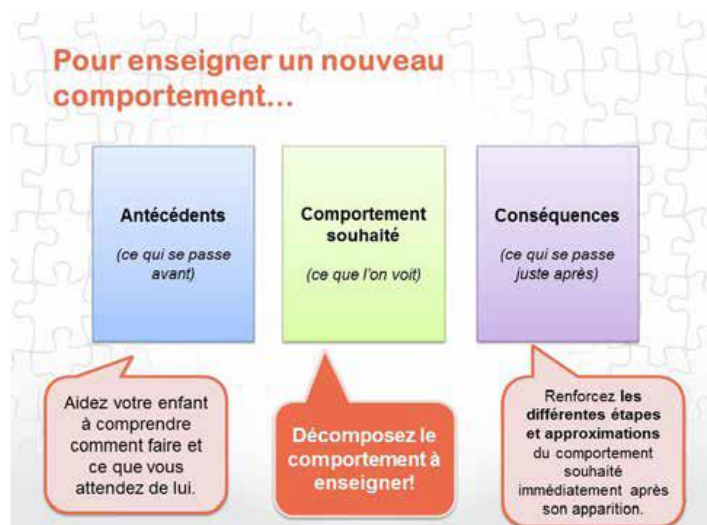 Pour enseigner un nouveau
comportement...
Antécédents
(ce qui se passe
avant)
Comportement
souhaité
(ce que l'on voit)
Conséquences
(ce qui se passe
juste après)
Aidez votre enfant
à comprendre
comment faire et
ce que vous
attendez de lui.
Décomposez le
comportement à
enseigner!
Renforcez les
différentes étapes
et approximations
du comportement
souhaité
immédiatement après
son apparition.